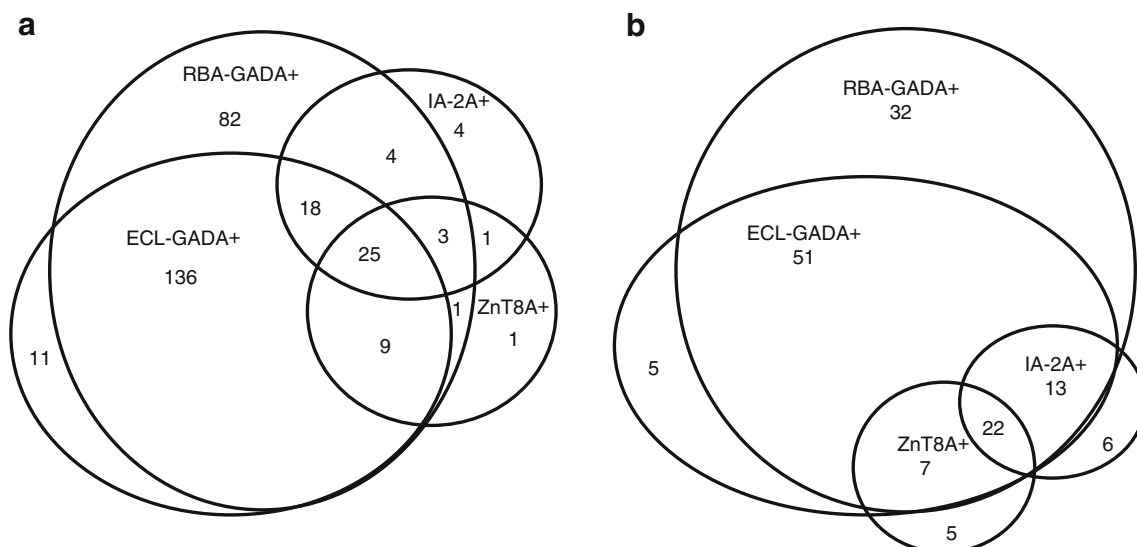 a
RBA-GADA+
82
IA-2A+
4
4
18
ECL-GADA+
136
25
3
1
ZnT8A+
1
1
9
11
b
RBA-GADA+
32
ECL-GADA+
51
5
IA-2A+
13
22
6
ZnT8A+
7
5